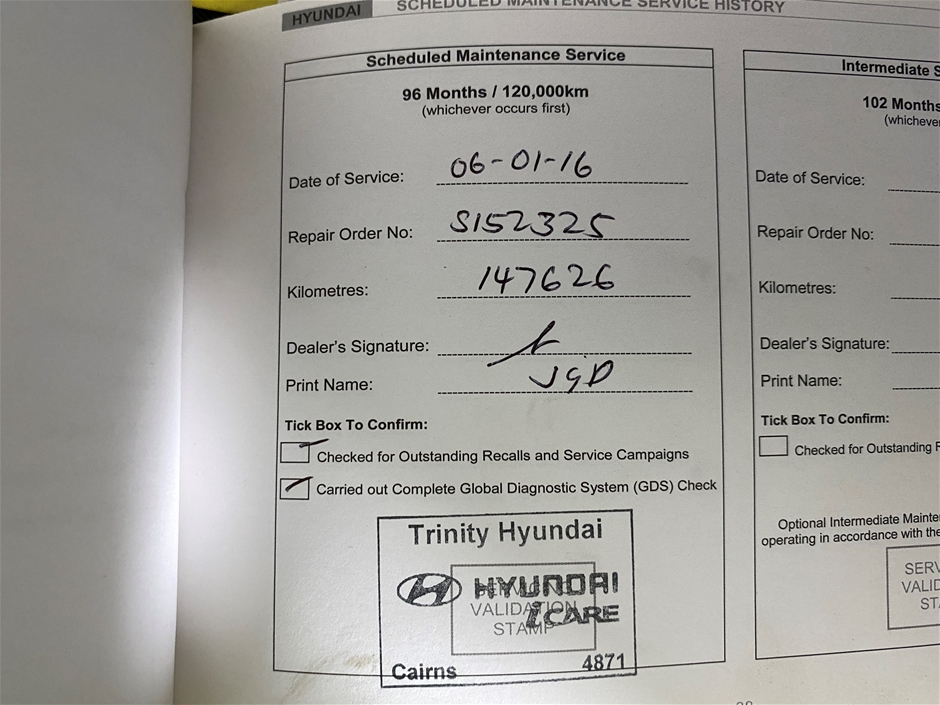 HYUNDAI
SCHEDULED MAINTENANCE SERVICE HISTORY
Scheduled Maintenance Service
96 Months / 120,000km
(whichever occurs first)
Date of Service: 06-01-16
Repair Order No: S152325
Kilometres: 147626
Dealer's Signature:
Print Name: JGD
Tick Box To Confirm:
Checked for Outstanding Recalls and Service Campaigns
Carried out Complete Global Diagnostic System (GDS) Check
Trinity Hyundai
HYUNDAI
iCARE
VALIDATION
STAMP
Cairns 4871
Intermediate S
102 Months
(whicheve
Date of Service:
Repair Order No:
Kilometres:
Dealer's Signature:
Print Name:
Tick Box To Confirm:
Checked for Outstanding
Optional Intermediate Mainte
operating in accordance with the
SERV
VALID
ST